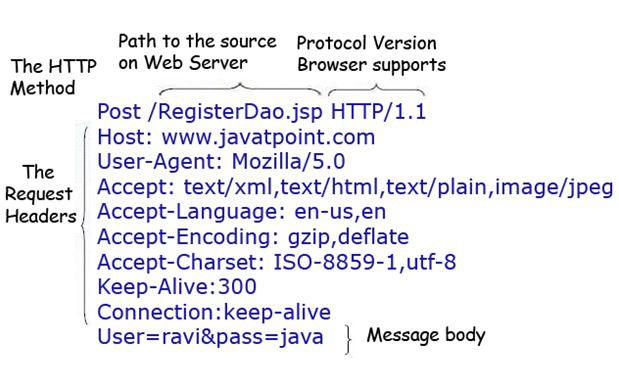 Path to the source
on Web Server
Protocol Version
Browser supports
The HTTP
Method
Post /RegisterDao.jsp HTTP/1.1
Host: www.javatpoint.com
User-Agent: Mozilla/5.0
Accept: text/xml,text/html,text/plain,image/jpeg
Accept-Language: en-us,en
Accept-Encoding: gzip,deflate
Accept-Charset: ISO-8859-1,utf-8
Keep-Alive:300
Connection:keep-alive
The
Request
Headers
User=ravi&pass=java
Message body